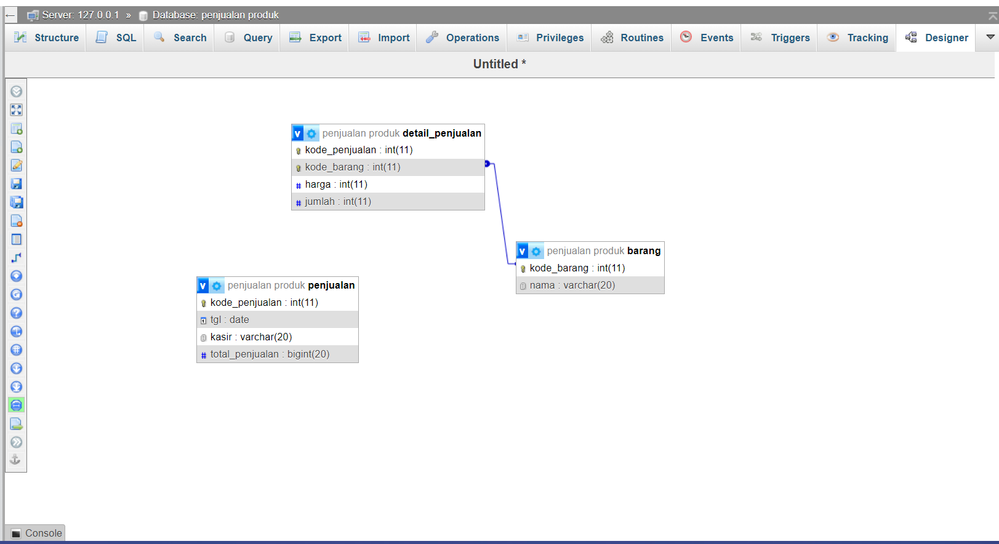 ← Server: 127.0.0.1 » Database: penjualan produk
Structure SQL Search Query Export Import Operations Privileges Routines Events Triggers Tracking Designer
Untitled *
v penjualan produk detail_penjualan
kode_penjualan : int(11)
kode_barang : int(11)
# harga : int(11)
# jumlah : int(11)
v penjualan produk barang
kode_barang : int(11)
nama : varchar(20)
v penjualan produk penjualan
kode_penjualan : int(11)
tgl : date
kasir : varchar(20)
# total_penjualan : bigint(20)
Console